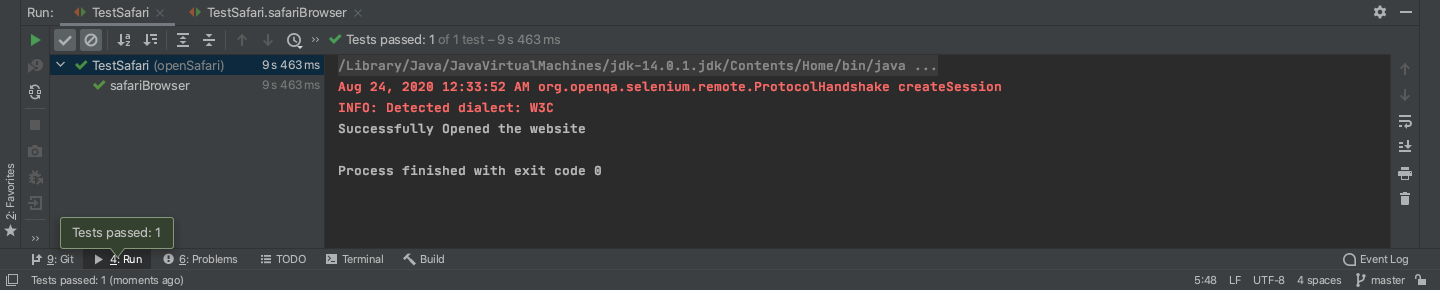 Run: TestSafari TestSafari.safariBrowser
Tests passed: 1 of 1 test – 9 s 463 ms
TestSafari (openSafari) 9 s 463 ms
safariBrowser 9 s 463 ms
/Library/Java/JavaVirtualMachines/jdk-14.0.1.jdk/Contents/Home/bin/java ...
Aug 24, 2020 12:33:52 AM org.openqa.selenium.remote.ProtocolHandshake createSession
INFO: Detected dialect: W3C
Successfully Opened the website
Process finished with exit code 0
2: Favorites
Tests passed: 1
9: Git 4: Run 6: Problems TODO Terminal Build Event Log
Tests passed: 1 (moments ago) 5:48 LF UTF-8 4 spaces master